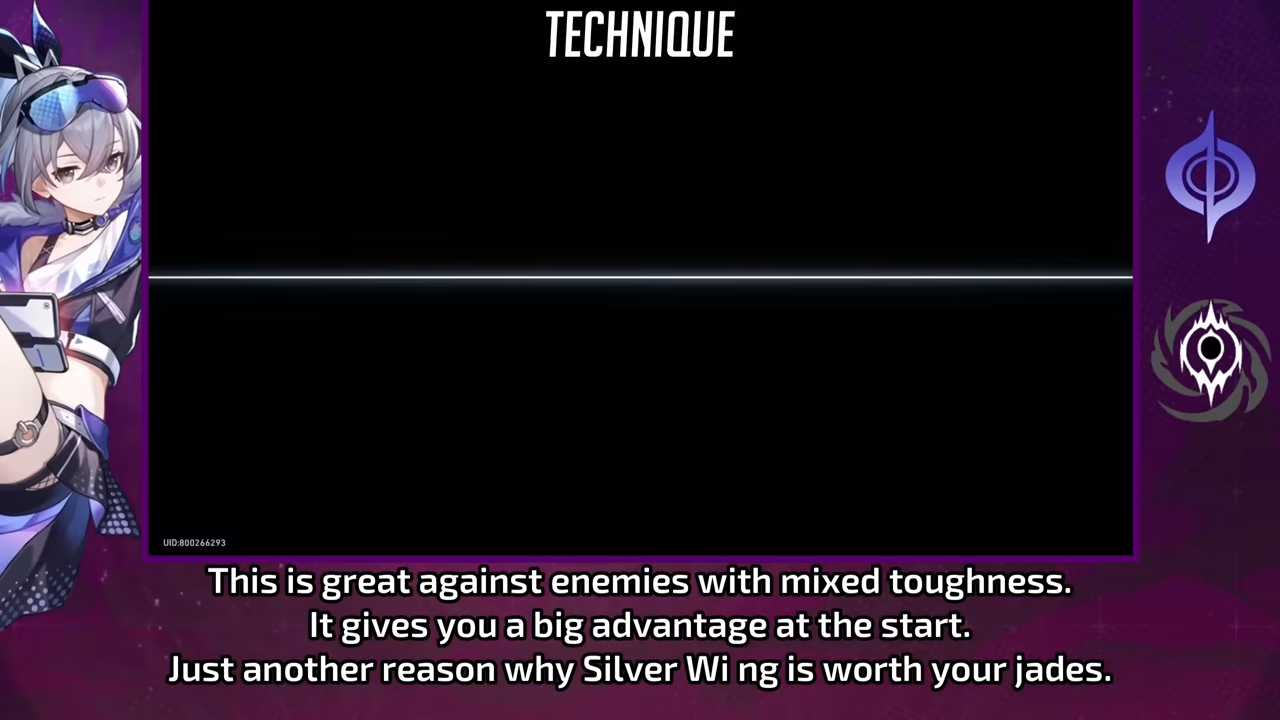 TECHNIQUE
UID:800266293
This is great against enemies with mixed toughness.
It gives you a big advantage at the start.
Just another reason why Silver Wi ng is worth your jades.